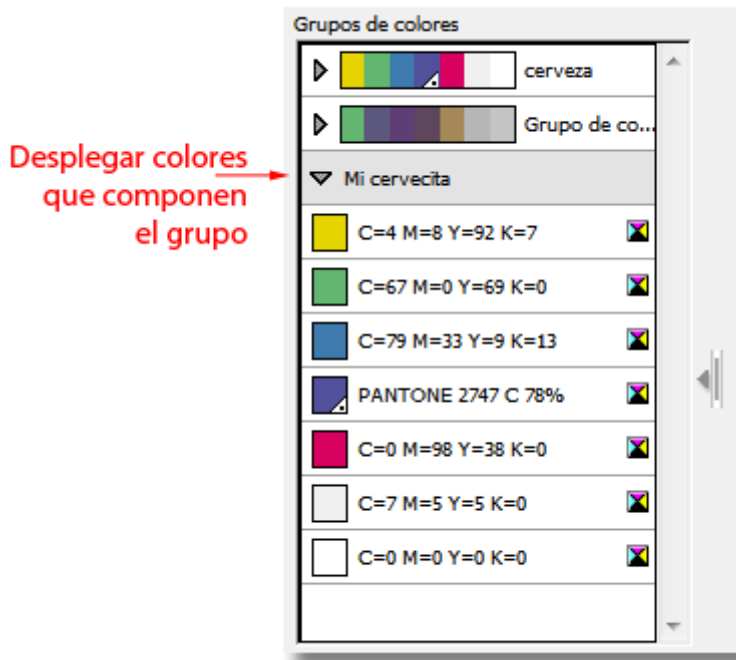 Grupos de colores
cerveza
Grupo de co...
Desplegar colores
que componen
el grupo
Mi cervecita
C=4 M=8 Y=92 K=7
C=67 M=0 Y=69 K=0
C=79 M=33 Y=9 K=13
PANTONE 2747 C 78%
C=0 M=98 Y=38 K=0
C=7 M=5 Y=5 K=0
C=0 M=0 Y=0 K=0